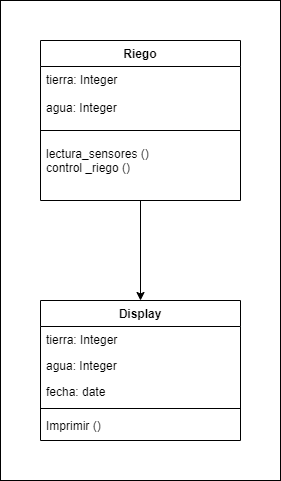 Riego
tierra: Integer
agua: Integer
lectura_sensores ()
control _riego ()
Display
tierra: Integer
agua: Integer
fecha: date
Imprimir ()